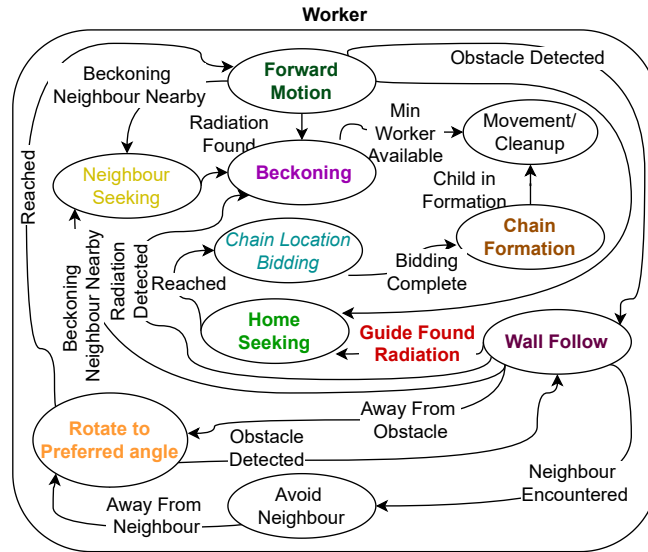 Worker
Obstacle Detected
Beckoning
Neighbour Nearby
Forward
Motion
Radiation
Found
Min
Worker
Available
Movement/
Cleanup
Reached
Neighbour
Seeking
Beckoning
Child in
Formation
Beckoning
Neighbour Nearby
Radiation
Detected
Chain Location
Bidding
Chain
Formation
Reached
Bidding
Complete
Home
Seeking
Guide Found
Radiation
Wall Follow
Rotate to
Preferred angle
Away From
Obstacle
Obstacle
Detected
Neighbour
Encountered
Away From
Neighbour
Avoid
Neighbour